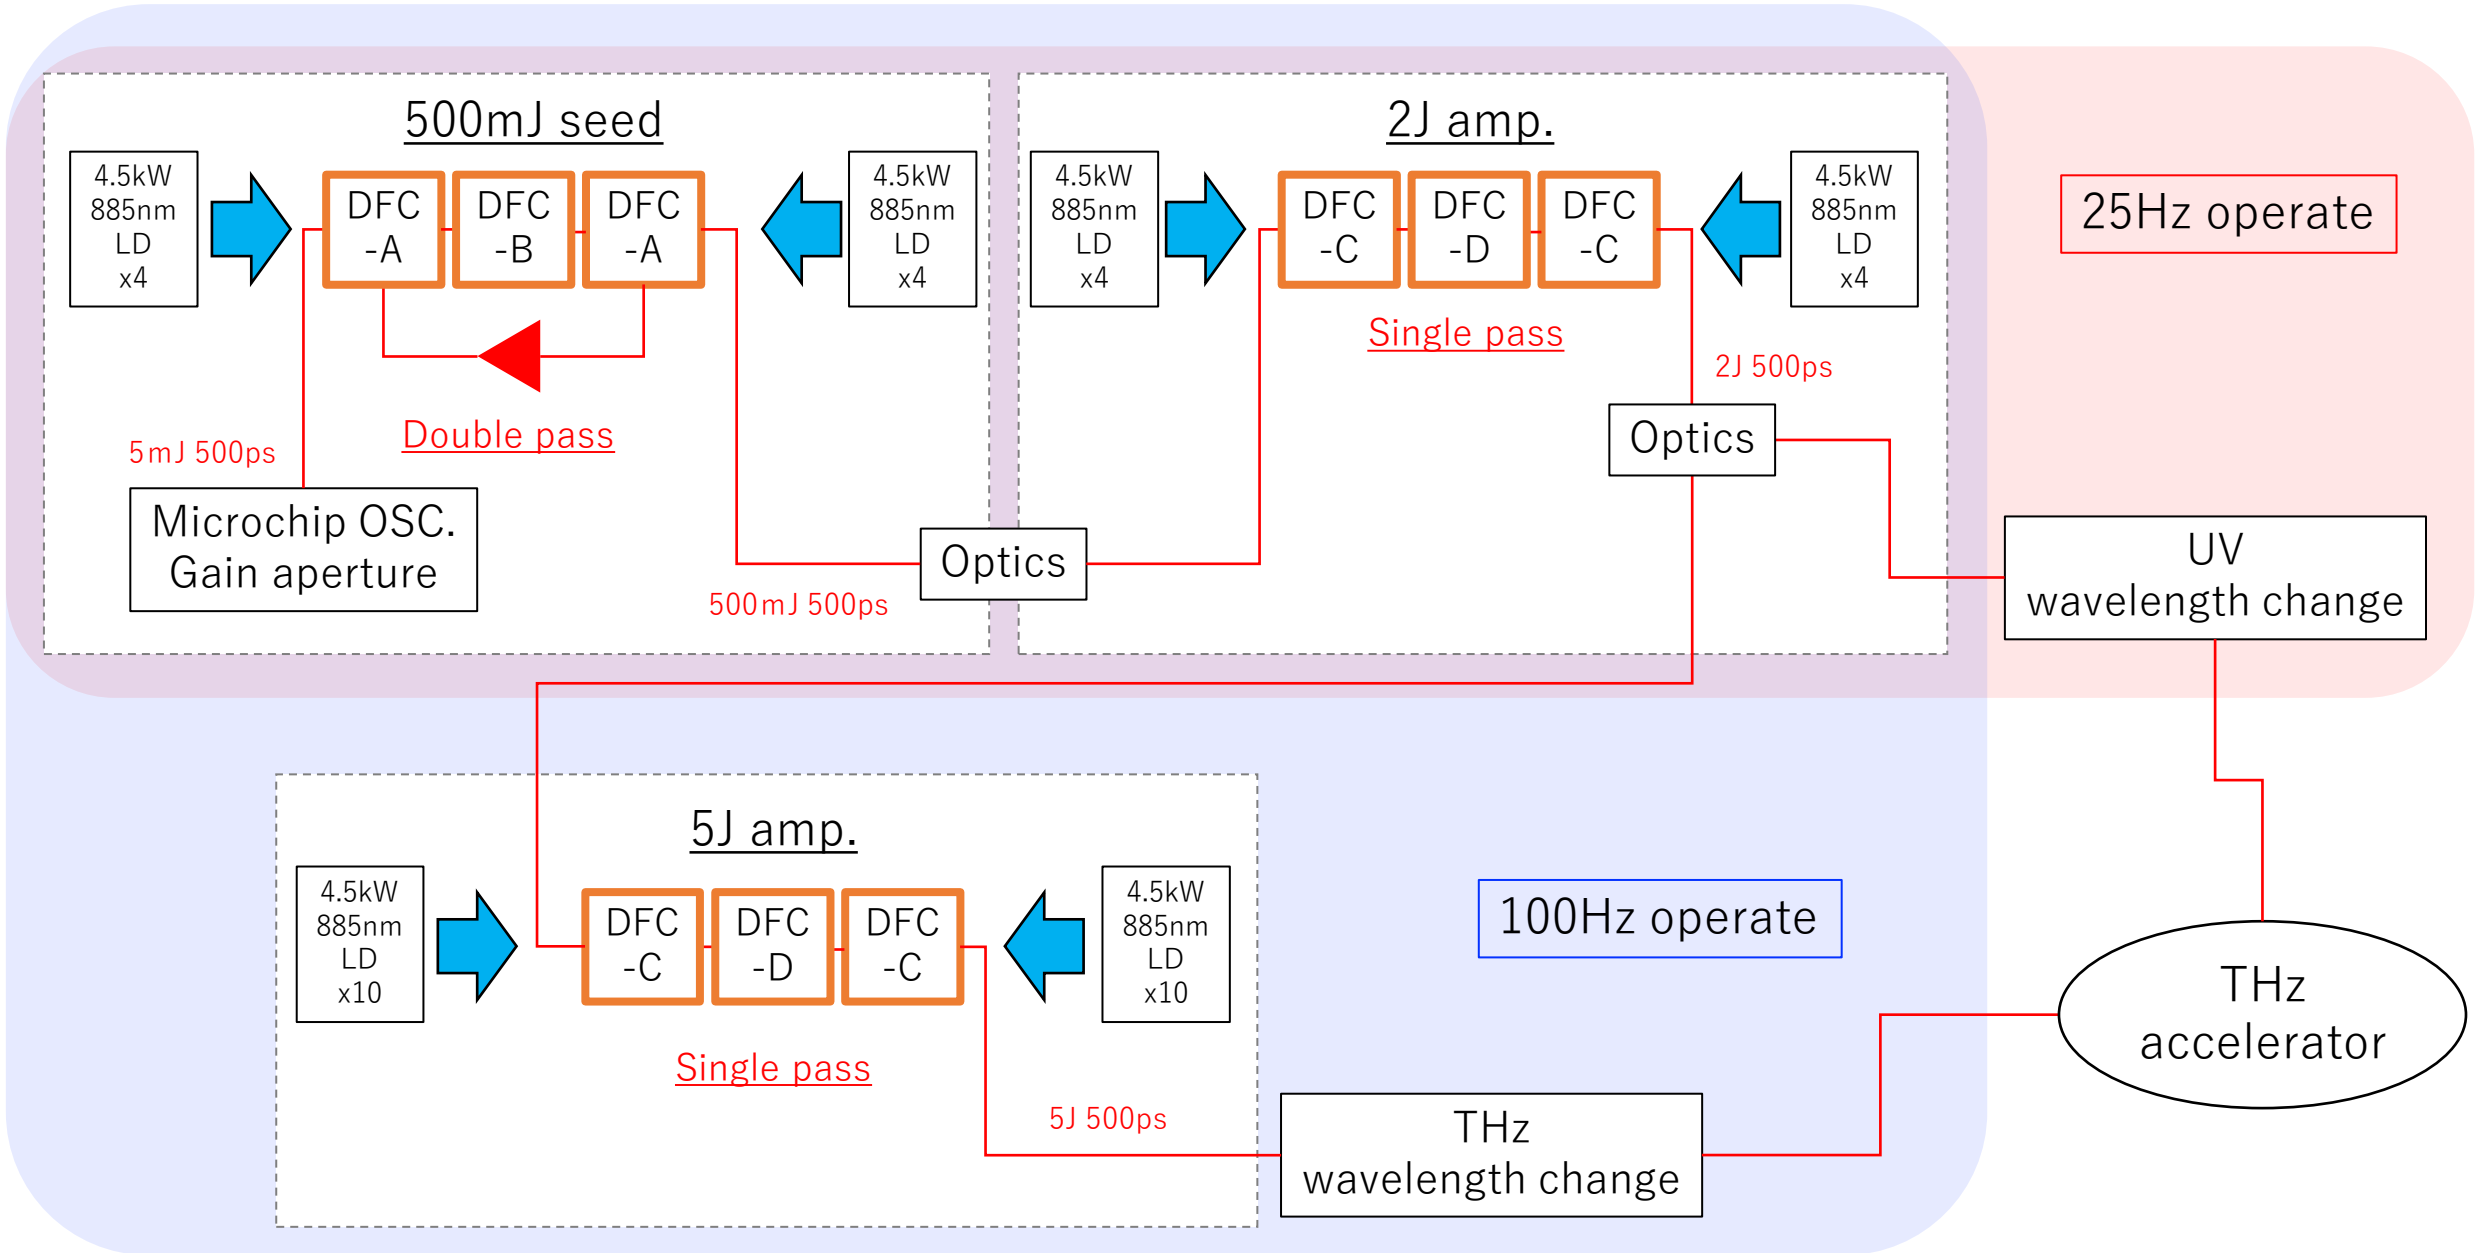 500mJ seed
4.5kW
885nm
LD
x4
DFC
-A
DFC
-B
DFC
-A
4.5kW
885nm
LD
x4
Double pass
5mJ 500ps
Microchip OSC.
Gain aperture
500mJ 500ps
Optics
2J amp.
4.5kW
885nm
LD
x4
DFC
-C
DFC
-D
DFC
-C
4.5kW
885nm
LD
x4
Single pass
2J 500ps
Optics
25Hz operate
UV
wavelength change
5J amp.
4.5kW
885nm
LD
x10
DFC
-C
DFC
-D
DFC
-C
4.5kW
885nm
LD
x10
Single pass
5J 500ps
100Hz operate
THz
wavelength change
THz
accelerator